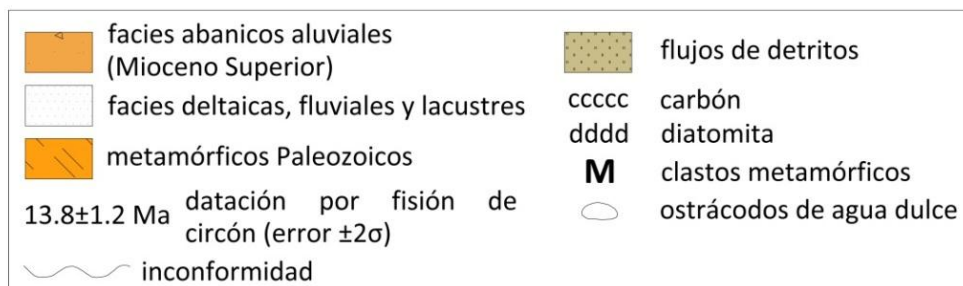 facies abanicos aluviales
(Mioceno Superior)
facies deltaicas, fluviales y lacustres
metamórficos Paleozoicos
13.8±1.2 Ma datación por fisión de
circón (error ±2σ)
inconformidad
flujos de detritos
ccccc carbón
dddd diatomita
M clastos metamórficos
ostrácodos de agua dulce